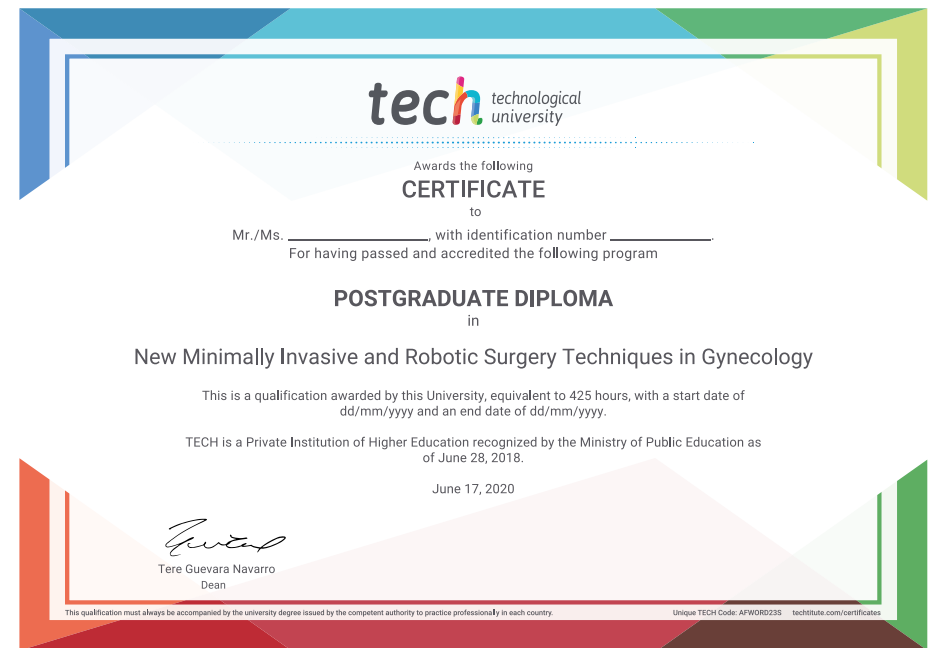 tech technological
university
Awards the following
CERTIFICATE
to
Mr./Ms. ____________________, with identification number ______________.
For having passed and accredited the following program
POSTGRADUATE DIPLOMA
in
New Minimally Invasive and Robotic Surgery Techniques in Gynecology
This is a qualification awarded by this University, equivalent to 425 hours, with a start date of
dd/mm/yyyy and an end date of dd/mm/yyyy.
TECH is a Private Institution of Higher Education recognized by the Ministry of Public Education as
of June 28, 2018.
June 17, 2020
Tere Guevara Navarro
Dean
This qualification must always be accompanied by the university degree issued by the competent authority to practice professionally in each country.
Unique TECH Code: AFWORD23S techtitute.com/certificates